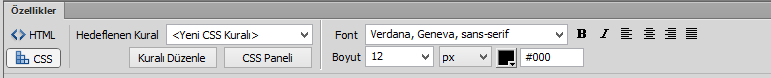 Özellikler
<> HTML Hedeflenen Kural <Yeni CSS Kuralı> Font Verdana, Geneva, sans-serif B I
CSS Kuralı Düzenle CSS Paneli Boyut 12 px #000